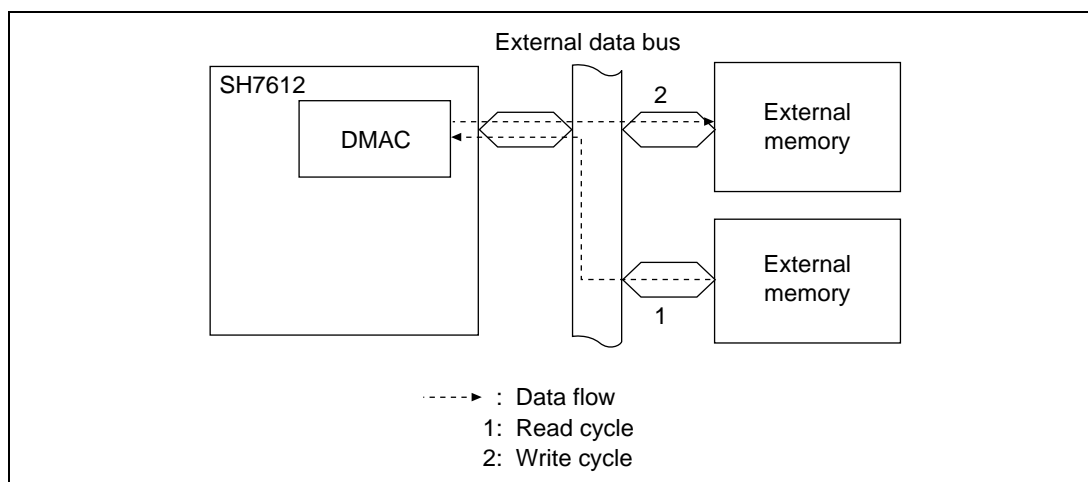 External data bus
SH7612
DMAC
2
External
memory
External
memory
1
: Data flow
1: Read cycle
2: Write cycle